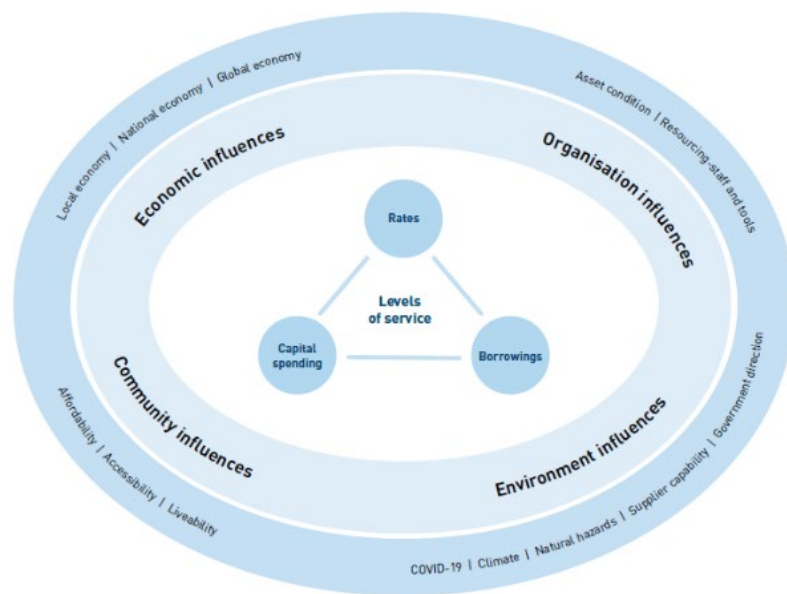 Local economy | National economy | Global economy
Asset condition | Resourcing-staff and tools
Economic influences
Organisation influences
Rates
Levels
of service
Capital
spending
Borrowings
Community influences
Environment influences
Affordability | Accessibility | Liveability
COVID-19 | Climate | Natural hazards | Supplier capability | Government direction